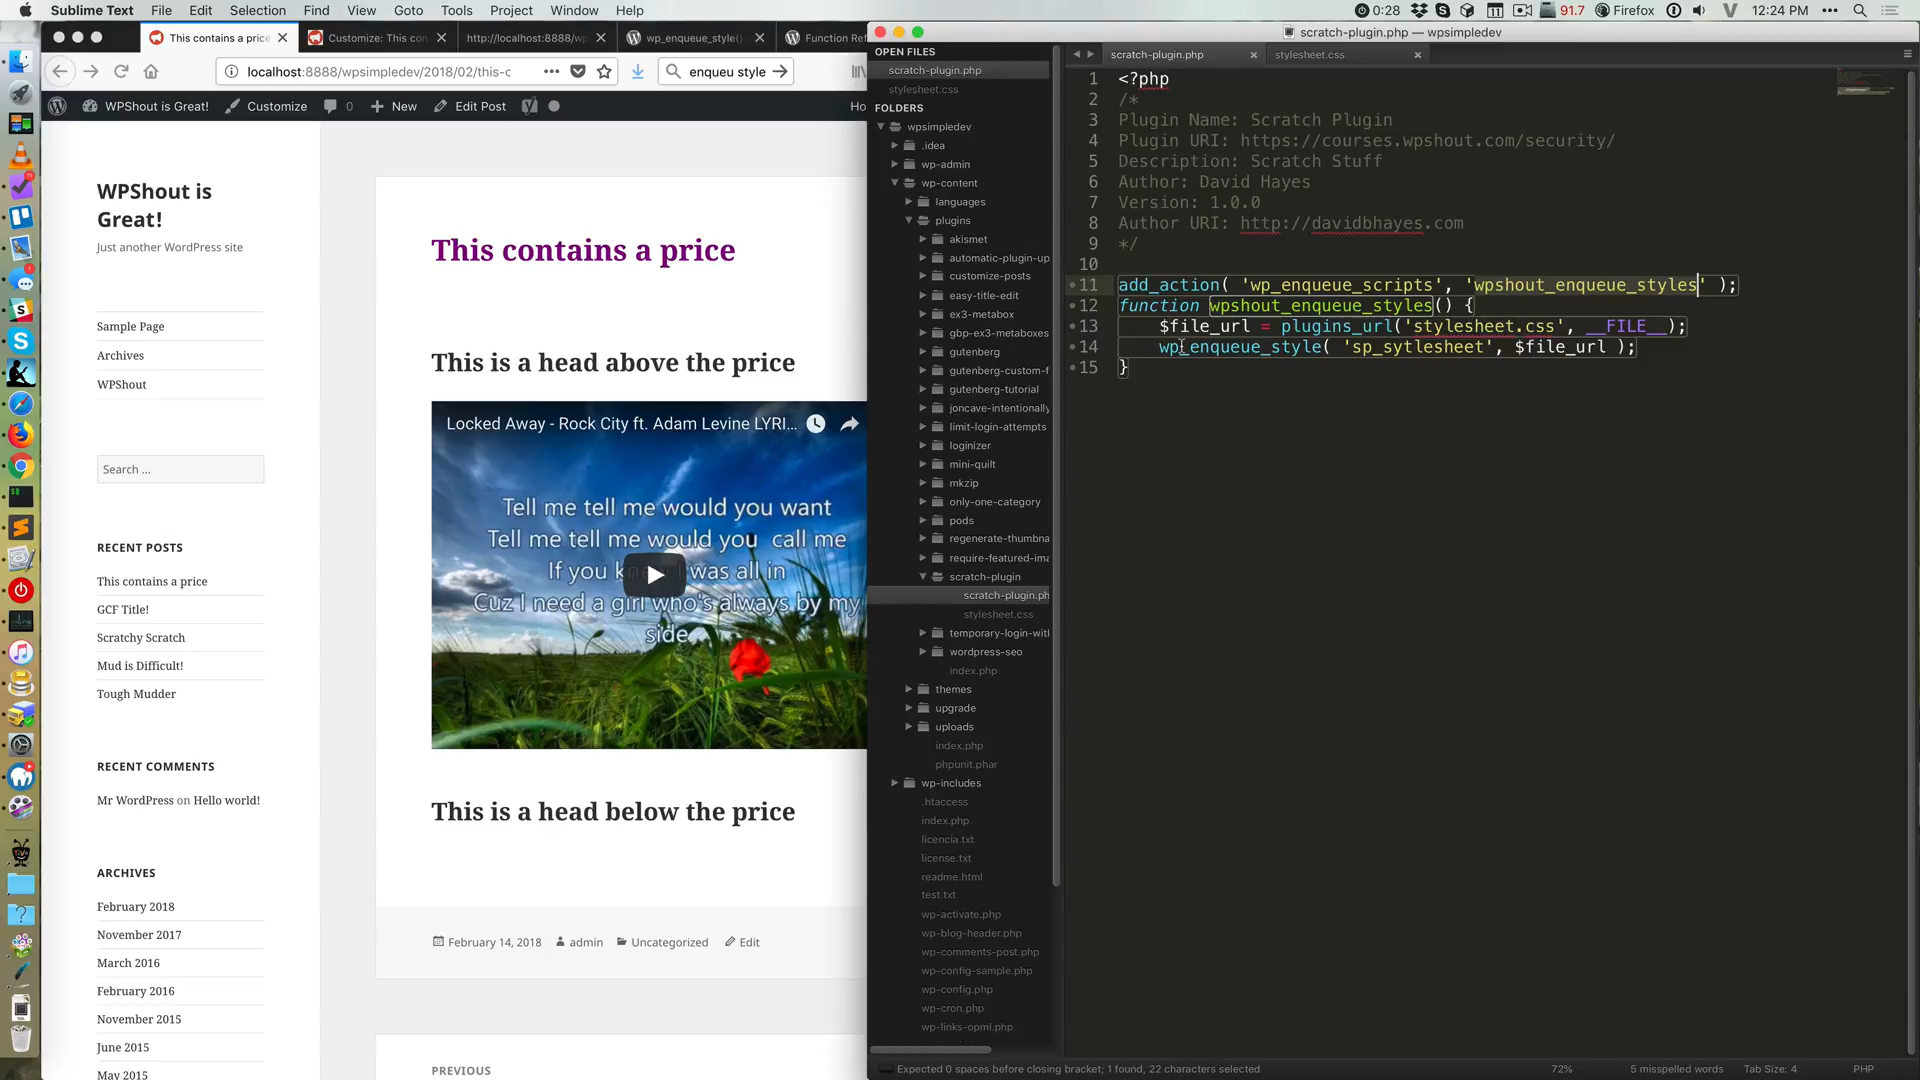 Sublime Text File Edit Selection Find View Goto Tools Project Window Help
0:28 91.7 Firefox 12:24 PM
This contains a price
Customize: This con
http://localhost:8888/wp
wp_enqueue_style()
Function Ref
localhost:8888/wpsimpledev/2018/02/this-c
enqueu style
WPShout is Great! Customize 0 New Edit Post Ho
WPShout is
Great!
Just another WordPress site
Sample Page
Archives
WPShout
Search ...
RECENT POSTS
This contains a price
GCF Title!
Scratchy Scratch
Mud is Difficult!
Tough Mudder
RECENT COMMENTS
Mr WordPress on Hello world!
ARCHIVES
February 2018
November 2017
March 2016
February 2016
November 2015
June 2015
May 2015
This contains a price
This is a head above the price
Locked Away - Rock City ft. Adam Levine LYRI...
Tell me tell me would you want
Tell me tell me would you call me
If you was all in
Cuz I need a girl who's always by my
side
This is a head below the price
February 14, 2018 admin Uncategorized Edit
PREVIOUS
scratch-plugin.php — wpsimpledev
OPEN FILES
scratch-plugin.php
stylesheet.css
FOLDERS
wpsimpledev
.idea
wp-admin
wp-content
languages
plugins
akismet
automatic-plugin-up
customize-posts
easy-title-edit
ex3-metabox
gbp-ex3-metaboxes
gutenberg
gutenberg-custom-f
gutenberg-tutorial
joncave-intentionally
limit-login-attempts
loginizer
mini-quilt
mkzip
only-one-category
pods
regenerate-thumbna
require-featured-ima
scratch-plugin
scratch-plugin.ph
stylesheet.css
temporary-login-with
wordpress-seo
index.php
themes
upgrade
uploads
index.php
phpunit.phar
wp-includes
.htaccess
index.php
licencia.txt
license.txt
readme.html
test.txt
wp-activate.php
wp-blog-header.php
wp-comments-post.php
wp-config-sample.php
wp-config.php
wp-cron.php
wp-links-opml.php
scratch-plugin.php
stylesheet.css
1 <?php
2 /*
3 Plugin Name: Scratch Plugin
4 Plugin URI: https://courses.wpshout.com/security/
5 Description: Scratch Stuff
6 Author: David Hayes
7 Version: 1.0.0
8 Author URI: http://davidbhayes.com
9 */
10
11 add_action( 'wp_enqueue_scripts', 'wpshout_enqueue_styles' );
12 function wpshout_enqueue_styles() {
13 $file_url = plugins_url('stylesheet.css', __FILE__);
14 wp_enqueue_style( 'sp_sytlesheet', $file_url );
15 }
Expected 0 spaces before closing bracket; 1 found, 22 characters selected
72% 5 misspelled words Tab Size: 4 PHP